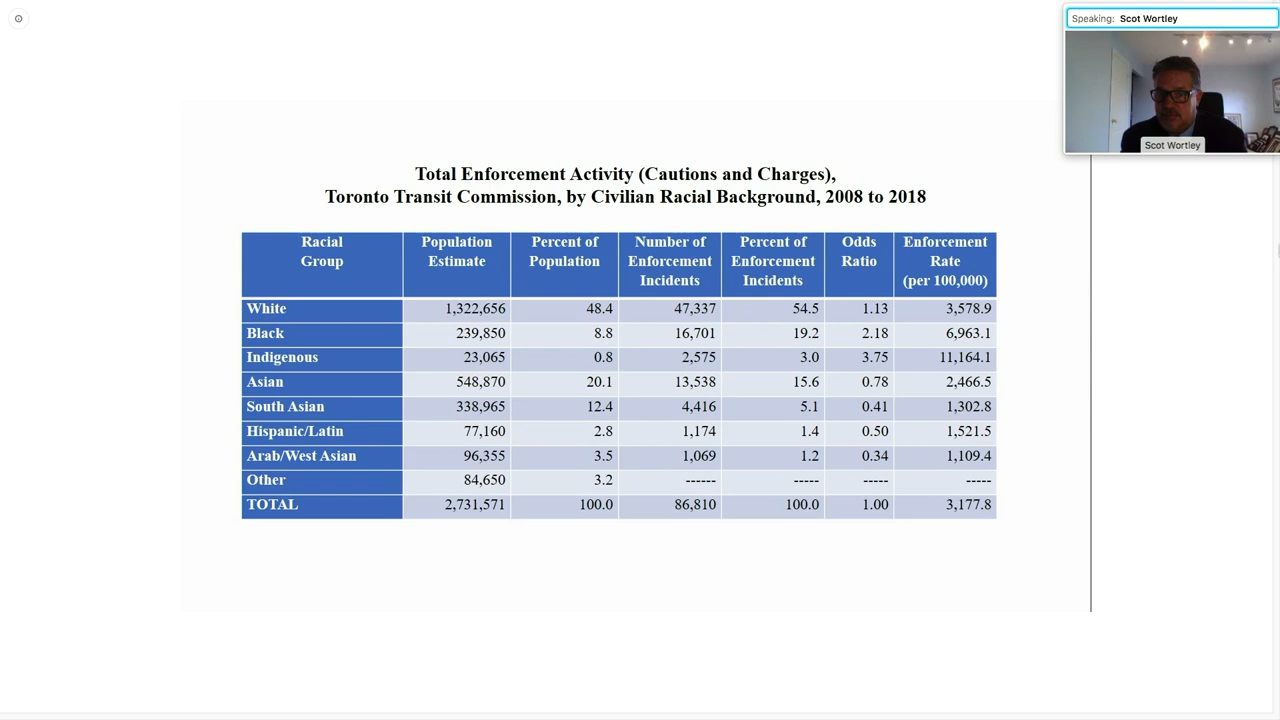 Speaking: Scot Wortley
Scot Wortley
Total Enforcement Activity (Cautions and Charges),
Toronto Transit Commission, by Civilian Racial Background, 2008 to 2018
Racial Group Population Estimate Percent of Population Number of Enforcement Incidents Percent of Enforcement Incidents Odds Ratio Enforcement Rate (per 100,000)
White 1,322,656 48.4 47,337 54.5 1.13 3,578.9
Black 239,850 8.8 16,701 19.2 2.18 6,963.1
Indigenous 23,065 0.8 2,575 3.0 3.75 11,164.1
Asian 548,870 20.1 13,538 15.6 0.78 2,466.5
South Asian 338,965 12.4 4,416 5.1 0.41 1,302.8
Hispanic/Latin 77,160 2.8 1,174 1.4 0.50 1,521.5
Arab/West Asian 96,355 3.5 1,069 1.2 0.34 1,109.4
Other 84,650 3.2 ------ ----- ----- -----
TOTAL 2,731,571 100.0 86,810 100.0 1.00 3,177.8